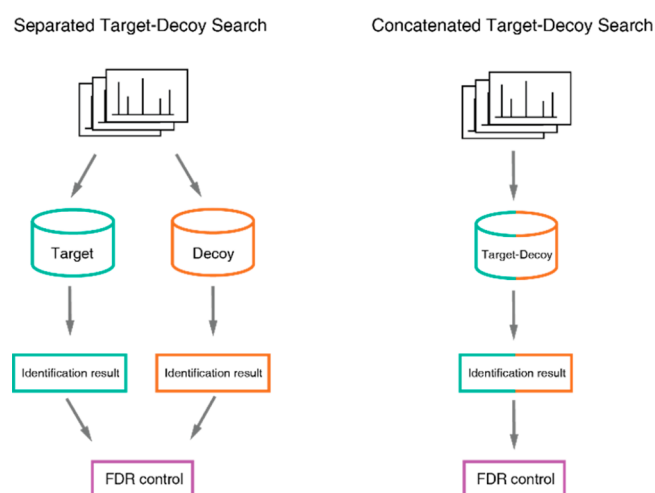 Separated Target-Decoy Search
Target
Decoy
Identification result
Identification result
FDR control
Concatenated Target-Decoy Search
Target-Decoy
Identification result
FDR control